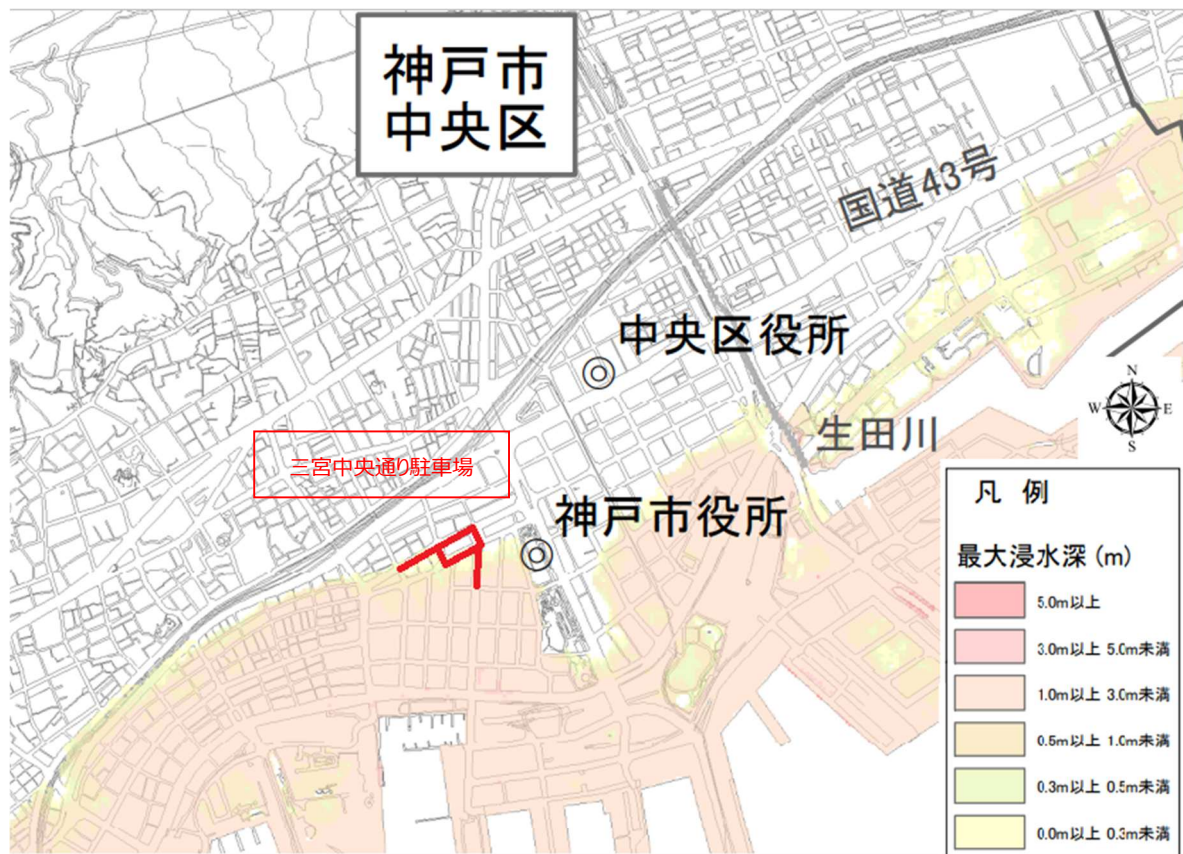 神戸市
中央区
国道43号
中央区役所
生田川
N
W
E
S
三宮中央通り駐車場
神戸市役所
凡 例
最大浸水深 (m)
5.0m以上
3.0m以上 5.0m未満
1.0m以上 3.0m未満
0.5m以上 1.0m未満
0.3m以上 0.5m未満
0.0m以上 0.3m未満